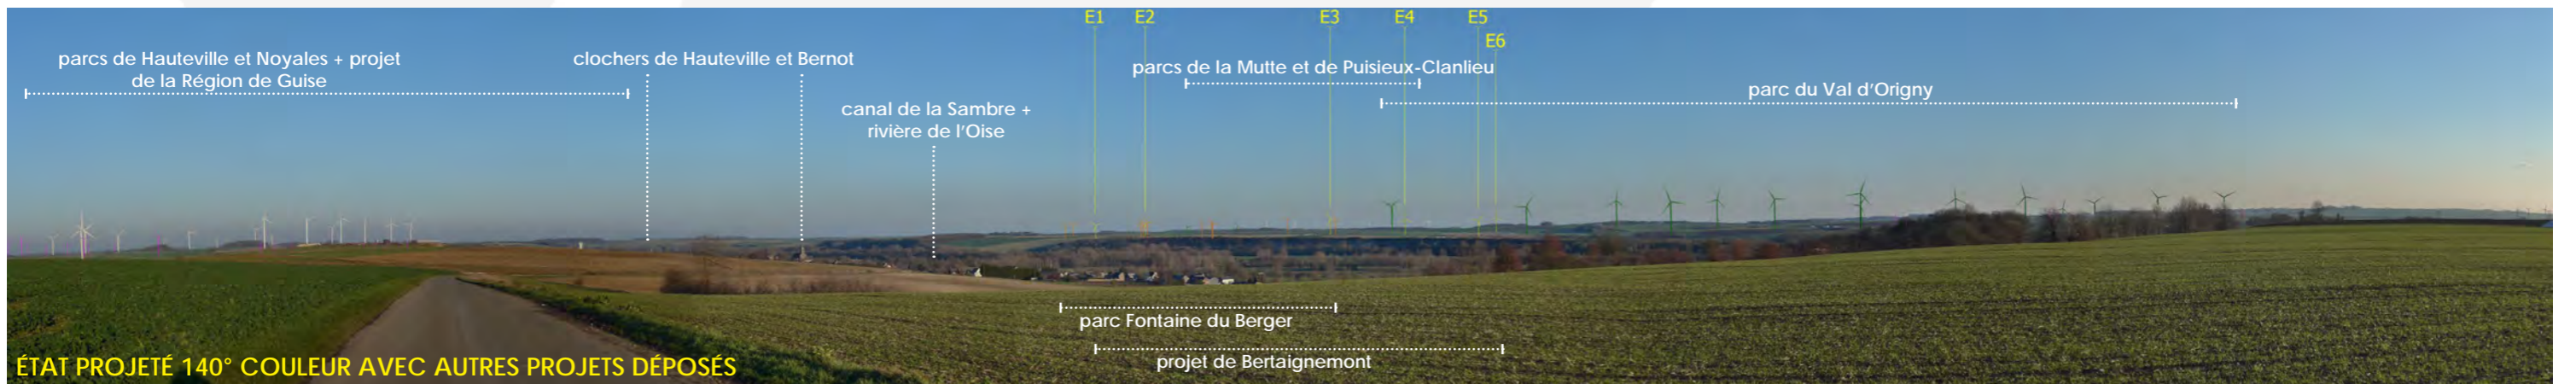 E1
E2
E3
E4
E5
E6
parcs de Hauteville et Noyales + projet
de la Région de Guise
clochers de Hauteville et Bernot
canal de la Sambre +
rivière de l'Oise
parcs de la Mutte et de Puisieux-Clanlieu
parc du Val d'Origny
parc Fontaine du Berger
projet de Bertaignemont
ÉTAT PROJETÉ 140° COULEUR AVEC AUTRES PROJETS DÉPOSÉS